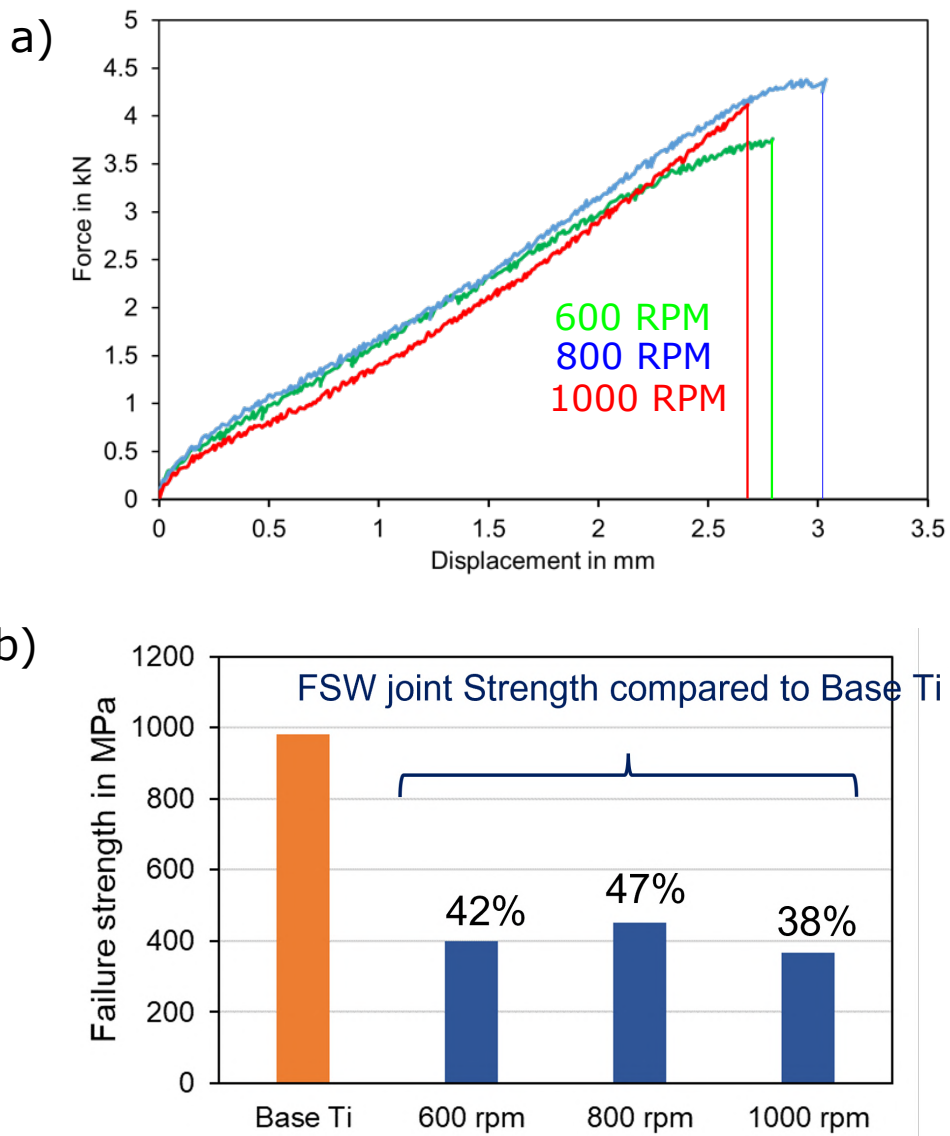 a)
5
4.5
4
3.5
3
2.5
2
1.5
1
0.5
0
Force in kN
600 RPM
800 RPM
1000 RPM
0 0.5 1 1.5 2 2.5 3 3.5
Displacement in mm
b)
1200
1000
800
600
400
200
0
Failure strength in MPa
FSW joint Strength compared to Base Ti
42%
47%
38%
Base Ti 600 rpm 800 rpm 1000 rpm